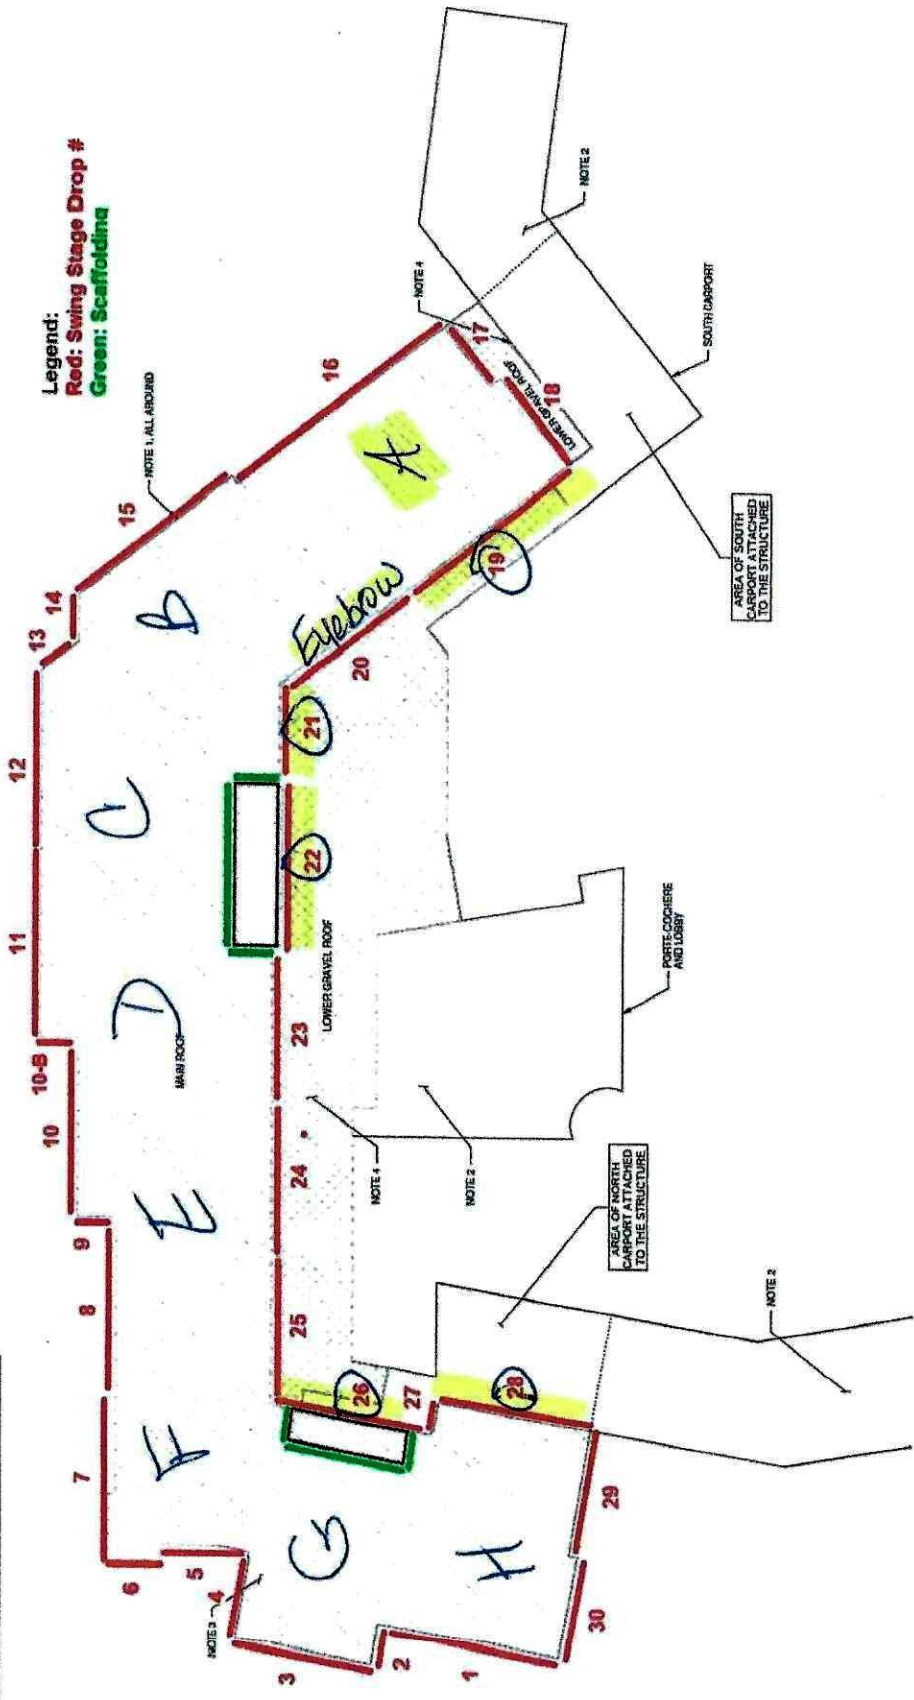 Legend:
Red: Swing Stage Drop #
Green: Scaffolding
NOTE 1, ALL AROUND
12
13
14
15
16
11
10-B
10
9
8
7
6
5
4
NOTE 3
3
2
1
30
29
28
27
26
25
24
23
22
21
20
19
18
17
A
B
C
D
E
F
G
H
Eyebrow
MAIN ROOF
LOWER GRAVEL ROOF
LOWER GRAVEL ROOF
NOTE 4
NOTE 4
NOTE 2
NOTE 2
NOTE 2
SOUTH CARPORT
AREA OF SOUTH
CARPORT ATTACHED
TO THE STRUCTURE
PORTE-COCHERE
AND LOBBY
AREA OF NORTH
CARPORT ATTACHED
TO THE STRUCTURE